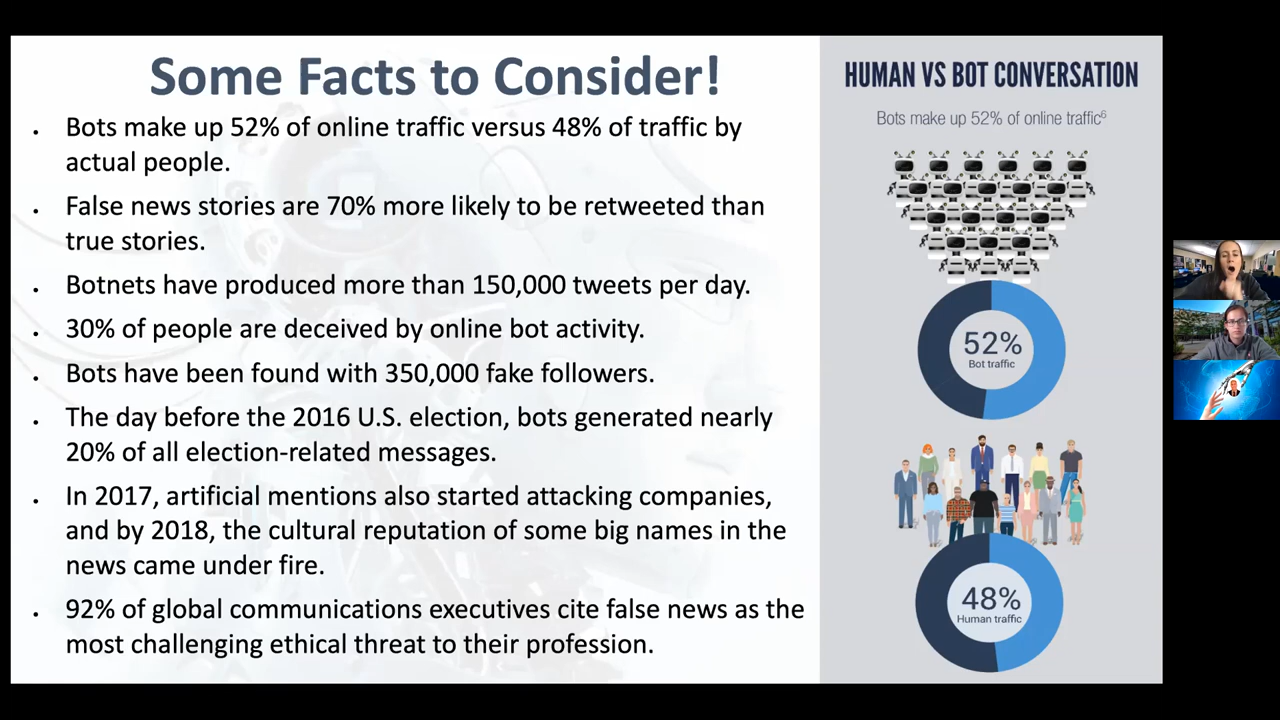 Some Facts to Consider!
• Bots make up 52% of online traffic versus 48% of traffic by
actual people.
• False news stories are 70% more likely to be retweeted than
true stories.
• Botnets have produced more than 150,000 tweets per day.
• 30% of people are deceived by online bot activity.
• Bots have been found with 350,000 fake followers.
• The day before the 2016 U.S. election, bots generated nearly
20% of all election-related messages.
• In 2017, artificial mentions also started attacking companies,
and by 2018, the cultural reputation of some big names in the
news came under fire.
• 92% of global communications executives cite false news as the
most challenging ethical threat to their profession.
HUMAN VS BOT CONVERSATION
Bots make up 52% of online traffic⁶
52%
Bot traffic
48%
Human traffic